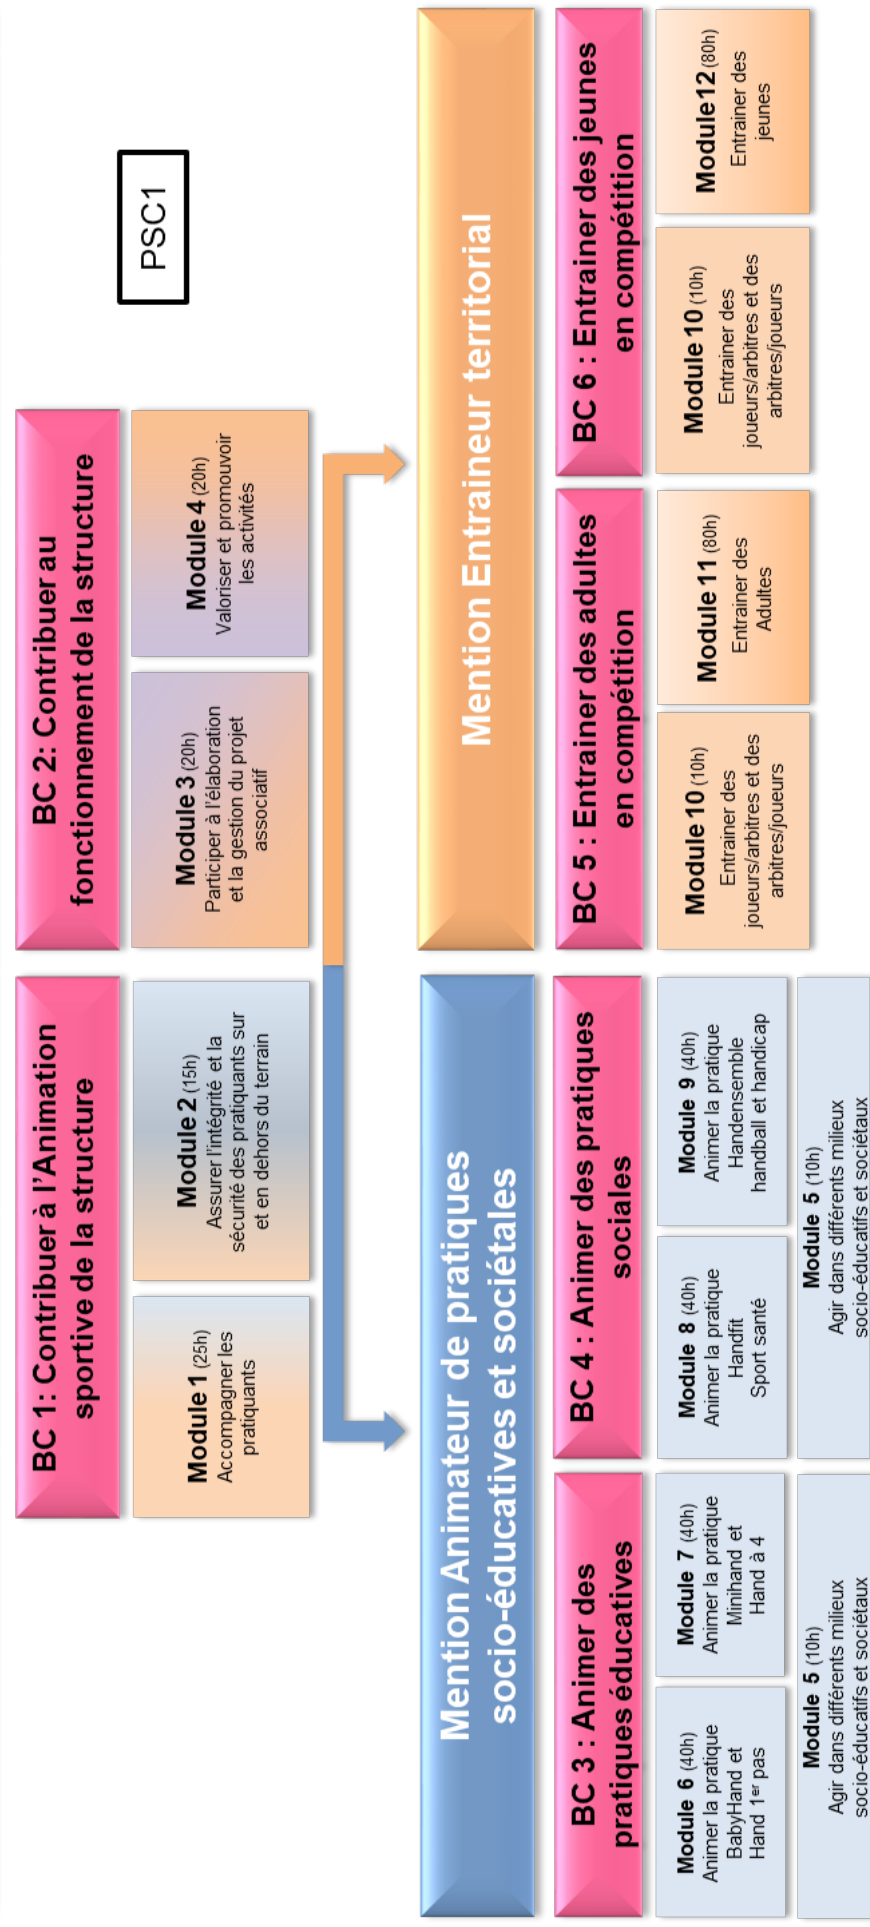 BC 1: Contribuer à l'Animation
sportive de la structure
Module 1 (25h)
Accompagner les
pratiquants
Module 2 (15h)
Assurer l'intégrité et la
sécurité des pratiquants sur
et en dehors du terrain
BC 2: Contribuer au
fonctionnement de la structure
Module 3 (20h)
Participer à l'élaboration
et la gestion du projet
associatif
Module 4 (20h)
Valoriser et promouvoir
les activités
PSC1
Mention Animateur de pratiques
socio-éducatives et sociétales
BC 3 : Animer des
pratiques éducatives
Module 6 (40h)
Animer la pratique
BabyHand et
Hand 1er pas
Module 7 (40h)
Animer la pratique
Minihand et
Hand à 4
Module 5 (10h)
Agir dans différents milieux
socio-éducatifs et sociétaux
BC 4 : Animer des pratiques
sociales
Module 8 (40h)
Animer la pratique
Handfit
Sport santé
Module 9 (40h)
Animer la pratique
Handensemble
handball et handicap
Module 5 (10h)
Agir dans différents milieux
socio-éducatifs et sociétaux
Mention Entraineur territorial
BC 5 : Entrainer des adultes
en compétition
Module 10 (10h)
Entrainer des
joueurs/arbitres et des
arbitres/joueurs
Module 11 (80h)
Entrainer des
Adultes
BC 6 : Entrainer des jeunes
en compétition
Module 10 (10h)
Entrainer des
joueurs/arbitres et des
arbitres/joueurs
Module 12 (80h)
Entrainer des
jeunes